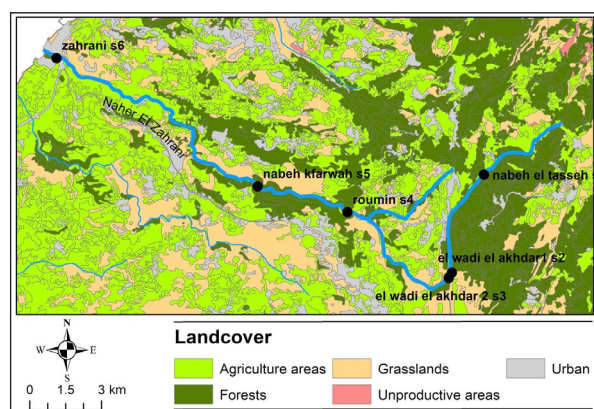 zahrani s6
Naher El Zahrani
nabeh kfarwah s5
roumin s4
nabeh el tasseh s
el wadi el akhdar1 s2
el wadi el akhdar 2 s3
N
W E
S
0 1.5 3 km
Landcover
Agriculture areas
Grasslands
Urban
Forests
Unproductive areas